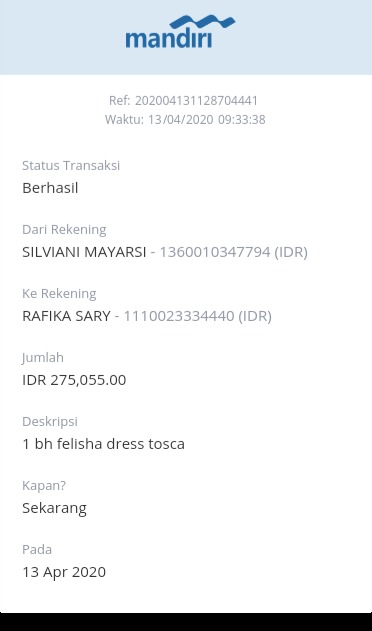 mandiri
Ref: 202004131128704441
Waktu: 13/04/2020 09:33:38
Status Transaksi
Berhasil
Dari Rekening
SILVIANI MAYARSI - 1360010347794 (IDR)
Ke Rekening
RAFIKA SARY - 1110023334440 (IDR)
Jumlah
IDR 275,055.00
Deskripsi
1 bh felisha dress tosca
Kapan?
Sekarang
Pada
13 Apr 2020